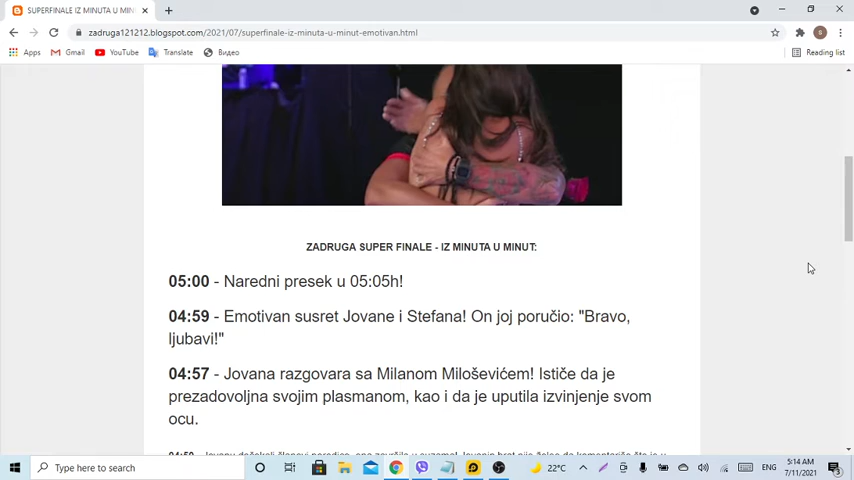 SUPERFINALE IZ MINUTA U MIN
zadruga121212.blogspot.com/2021/07/superfinale-iz-minuta-u-minut-emotivan.html
Apps Gmail YouTube Translate Видео Reading list
ZADRUGA SUPER FINALE - IZ MINUTA U MINUT:
05:00 - Naredni presek u 05:05h!
04:59 - Emotivan susret Jovane i Stefana! On joj poručio: "Bravo,
ljubavi!"
04:57 - Jovana razgovara sa Milanom Miloševićem! Ističe da je
prezadovoljna svojim plasmanom, kao i da je uputila izvinjenje svom
ocu.
Type here to search
22°C
ENG
5:14 AM
7/11/2021
3